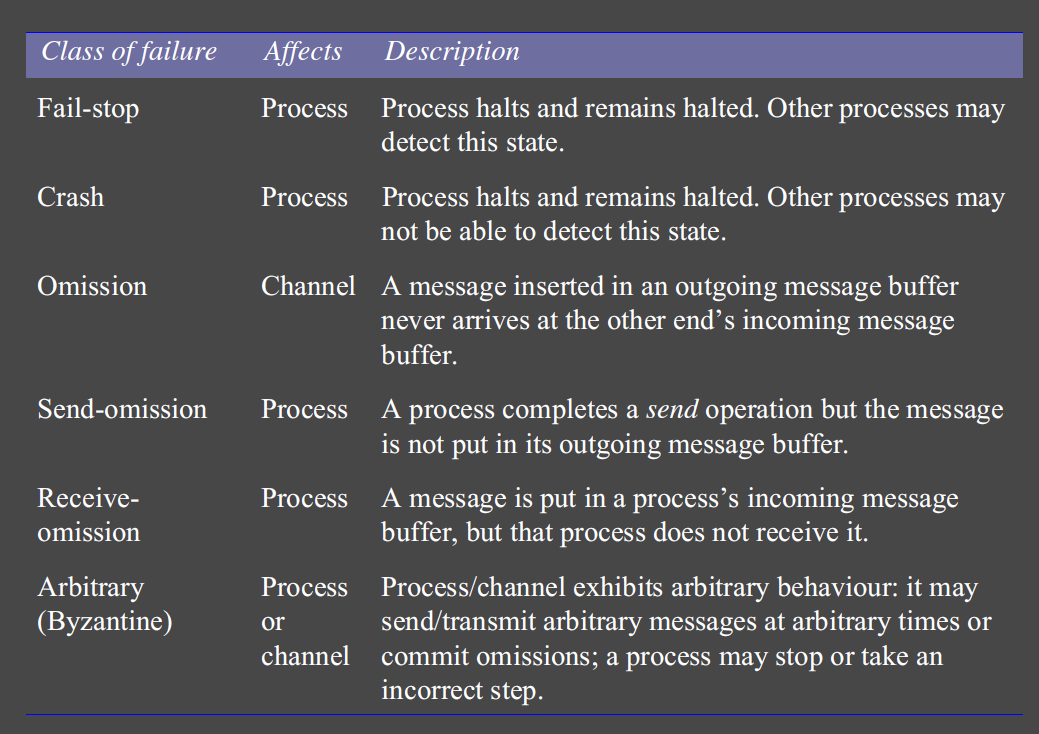 Class of failure Affects Description
Fail-stop Process Process halts and remains halted. Other processes may
detect this state.
Crash Process Process halts and remains halted. Other processes may
not be able to detect this state.
Omission Channel A message inserted in an outgoing message buffer
never arrives at the other end’s incoming message
buffer.
Send-omission Process A process completes a send operation but the message
is not put in its outgoing message buffer.
Receive- Process A message is put in a process’s incoming message
omission buffer, but that process does not receive it.
Arbitrary Process Process/channel exhibits arbitrary behaviour: it may
(Byzantine) or send/transmit arbitrary messages at arbitrary times or
channel commit omissions; a process may stop or take an
incorrect step.